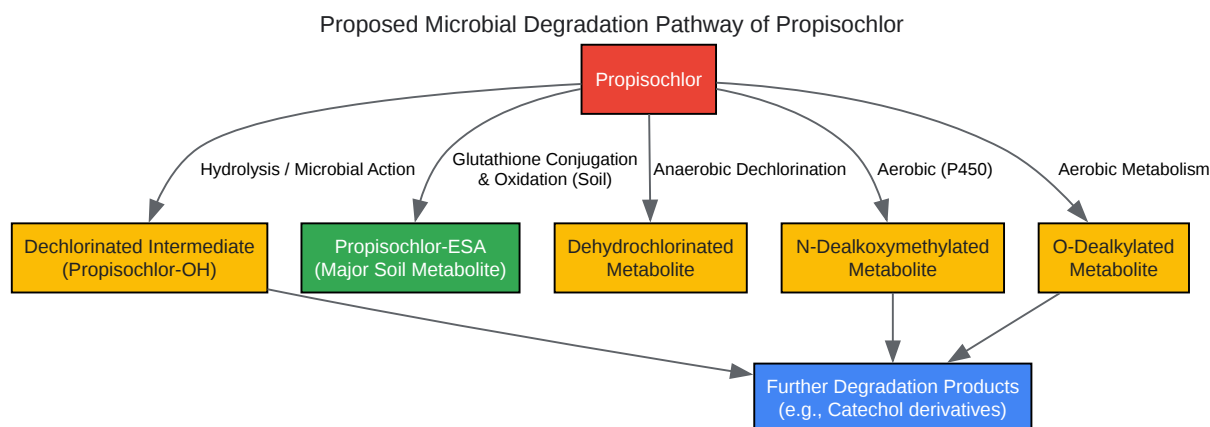 Proposed Microbial Degradation Pathway of Propisochlor
Propisochlor
Hydrolysis / Microbial Action
Glutathione Conjugation
& Oxidation (Soil)
Anaerobic Dechlorination
Aerobic (P450)
Aerobic Metabolism
Dechlorinated Intermediate
(Propisochlor-OH)
Propisochlor-ESA
(Major Soil Metabolite)
Dehydrochlorinated
Metabolite
N-Dealkoxymethylated
Metabolite
O-Dealkylated
Metabolite
Further Degradation Products
(e.g., Catechol derivatives)